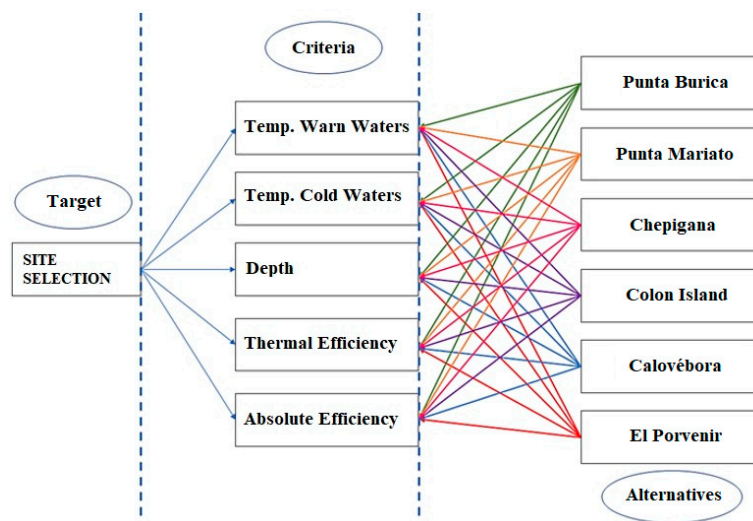 Target
SITE
SELECTION
Criteria
Temp. Warn Waters
Temp. Cold Waters
Depth
Thermal Efficiency
Absolute Efficiency
Punta Burica
Punta Mariato
Chepigana
Colon Island
Calovébora
El Porvenir
Alternatives